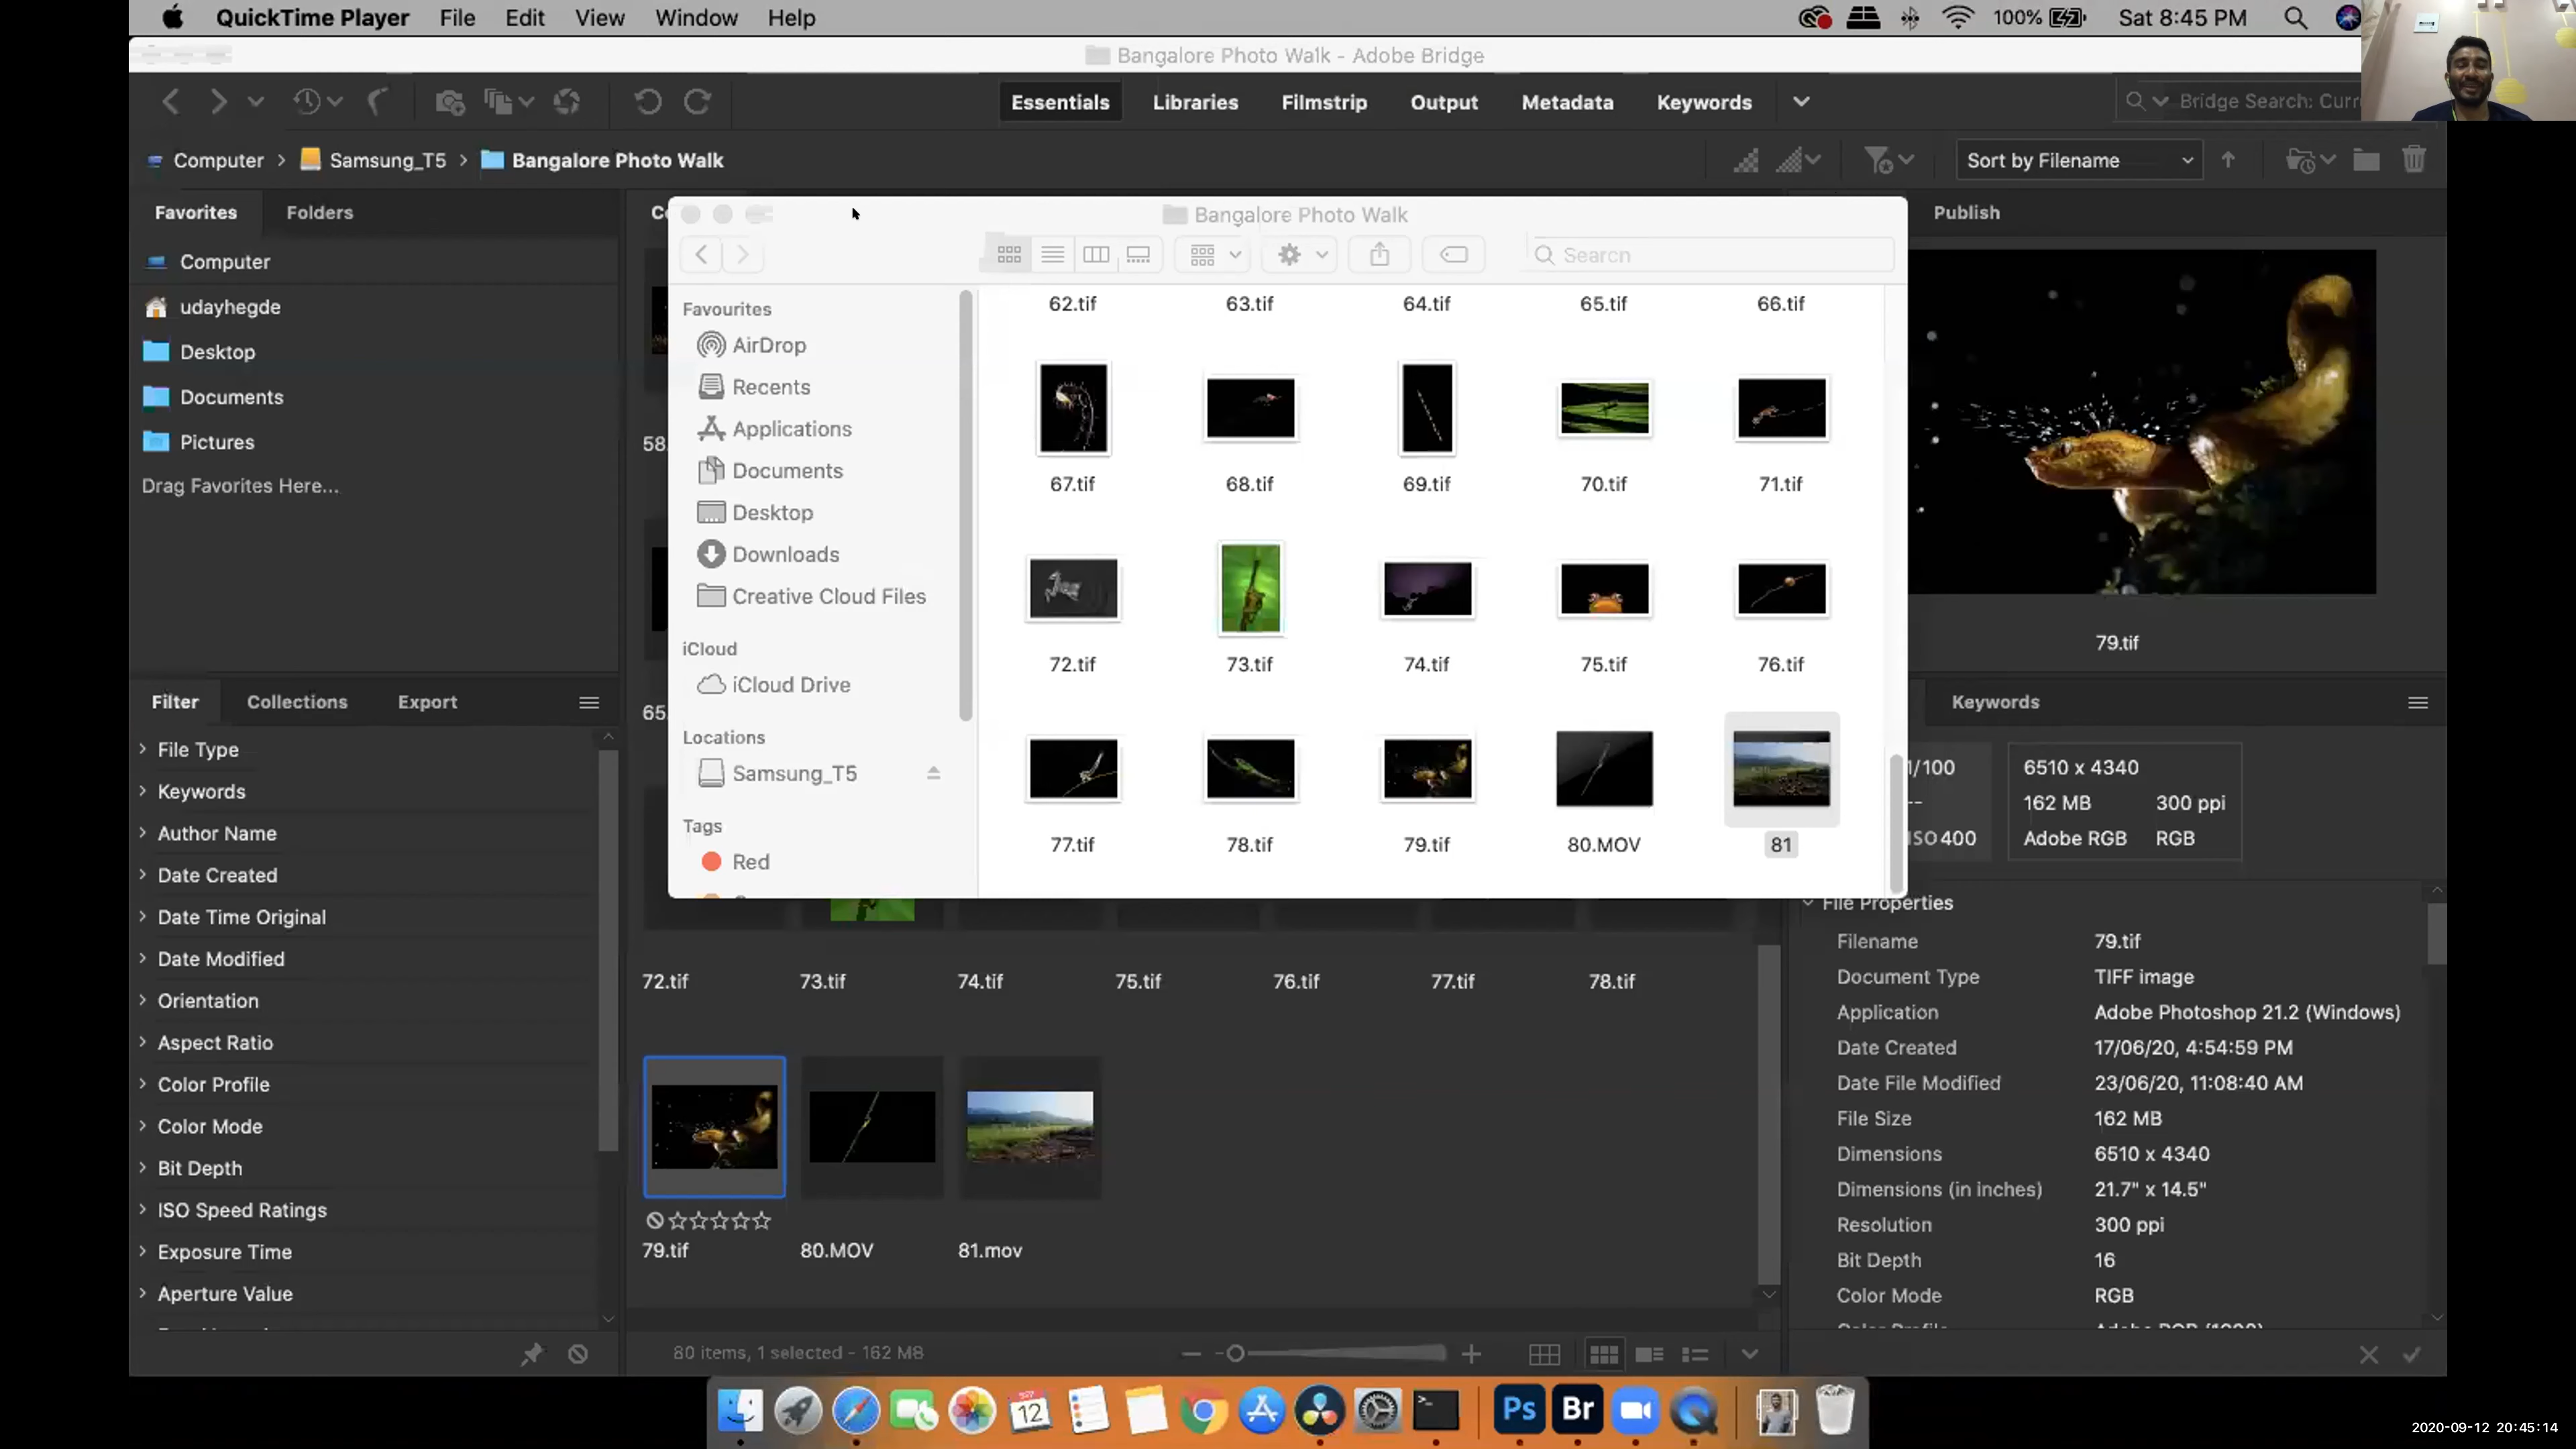 QuickTime Player File Edit View Window Help 100% Sat 8:45 PM
Bangalore Photo Walk - Adobe Bridge
Essentials Libraries Filmstrip Output Metadata Keywords Bridge Search:
Computer Samsung_T5 Bangalore Photo Walk Sort by Filename
Favorites Folders
Computer
udayhegde
Desktop
Documents
Pictures
Drag Favorites Here...
Filter Collections Export
File Type
Keywords
Author Name
Date Created
Date Time Original
Date Modified
Orientation
Aspect Ratio
Color Profile
Color Mode
Bit Depth
ISO Speed Ratings
Exposure Time
Aperture Value
Bangalore Photo Walk
Search
Favourites
AirDrop
Recents
Applications
Documents
Desktop
Downloads
Creative Cloud Files
iCloud
iCloud Drive
Locations
Samsung_T5
Tags
Red
62.tif 63.tif 64.tif 65.tif 66.tif
67.tif 68.tif 69.tif 70.tif 71.tif
72.tif 73.tif 74.tif 75.tif 76.tif
77.tif 78.tif 79.tif 80.MOV 81
58.
65.
72.tif 73.tif 74.tif 75.tif 76.tif 77.tif 78.tif
79.tif 80.MOV 81.mov
80 items, 1 selected - 162 MB
Publish
79.tif
Keywords
1/100 6510 x 4340
-- 162 MB 300 ppi
ISO400 Adobe RGB RGB
File Properties
Filename 79.tif
Document Type TIFF image
Application Adobe Photoshop 21.2 (Windows)
Date Created 17/06/20, 4:54:59 PM
Date File Modified 23/06/20, 11:08:40 AM
File Size 162 MB
Dimensions 6510 x 4340
Dimensions (in inches) 21.7" x 14.5"
Resolution 300 ppi
Bit Depth 16
Color Mode RGB
SEP
12
Ps Br
2020-09-12 20:45:14